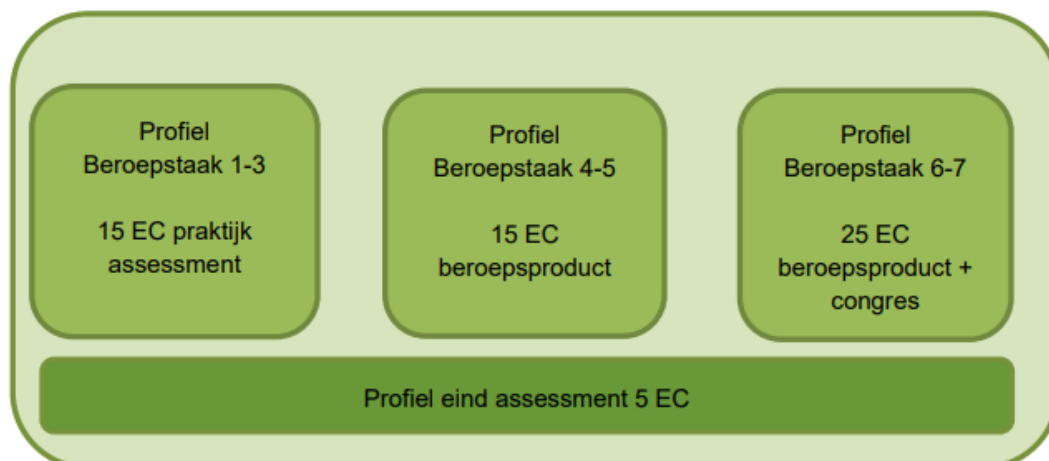 Profiel
Beroepstaak 1-3
15 EC praktijk
assessment
Profiel
Beroepstaak 4-5
15 EC
beroepsproduct
Profiel
Beroepstaak 6-7
25 EC
beroepsproduct +
congres
Profiel eind assessment 5 EC